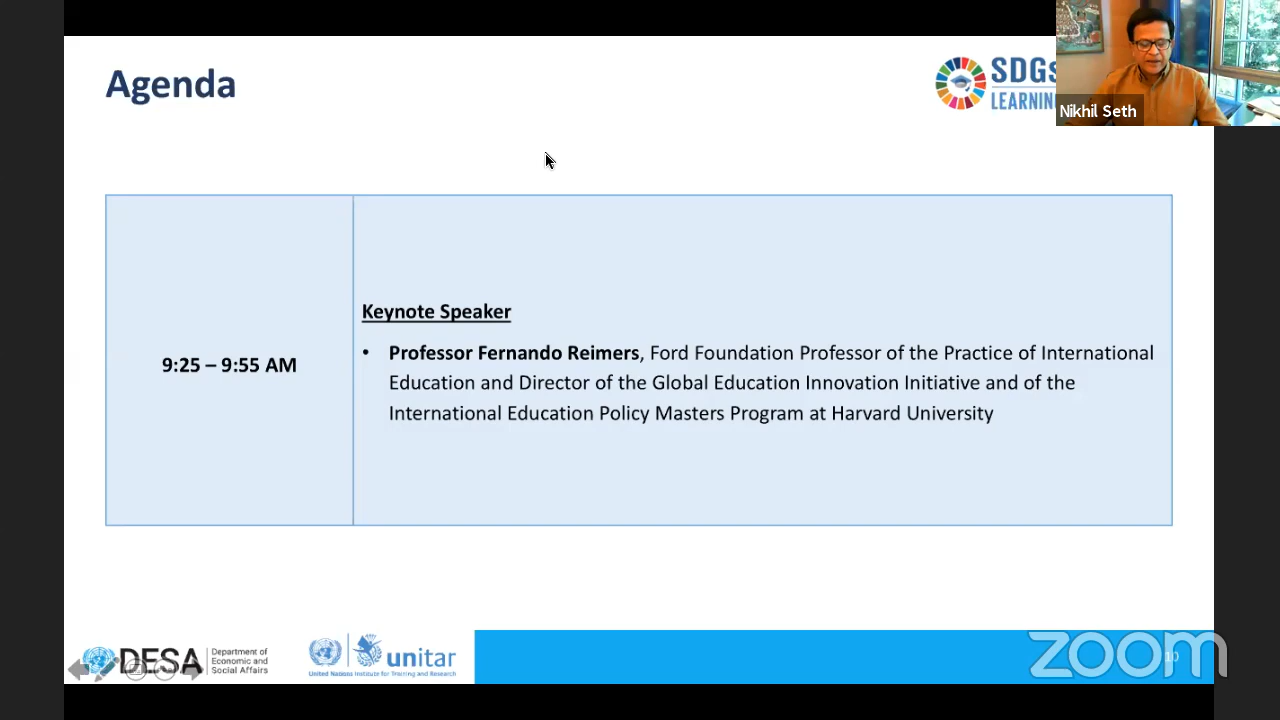 Agenda
SDGs
LEARNIN
Nikhil Seth
9:25 – 9:55 AM
Keynote Speaker
• Professor Fernando Reimers, Ford Foundation Professor of the Practice of International
Education and Director of the Global Education Innovation Initiative and of the
International Education Policy Masters Program at Harvard University
DESA
Department of
Economic and
Social Affairs
unitar
United Nations Institute for Training and Research
zoom
10